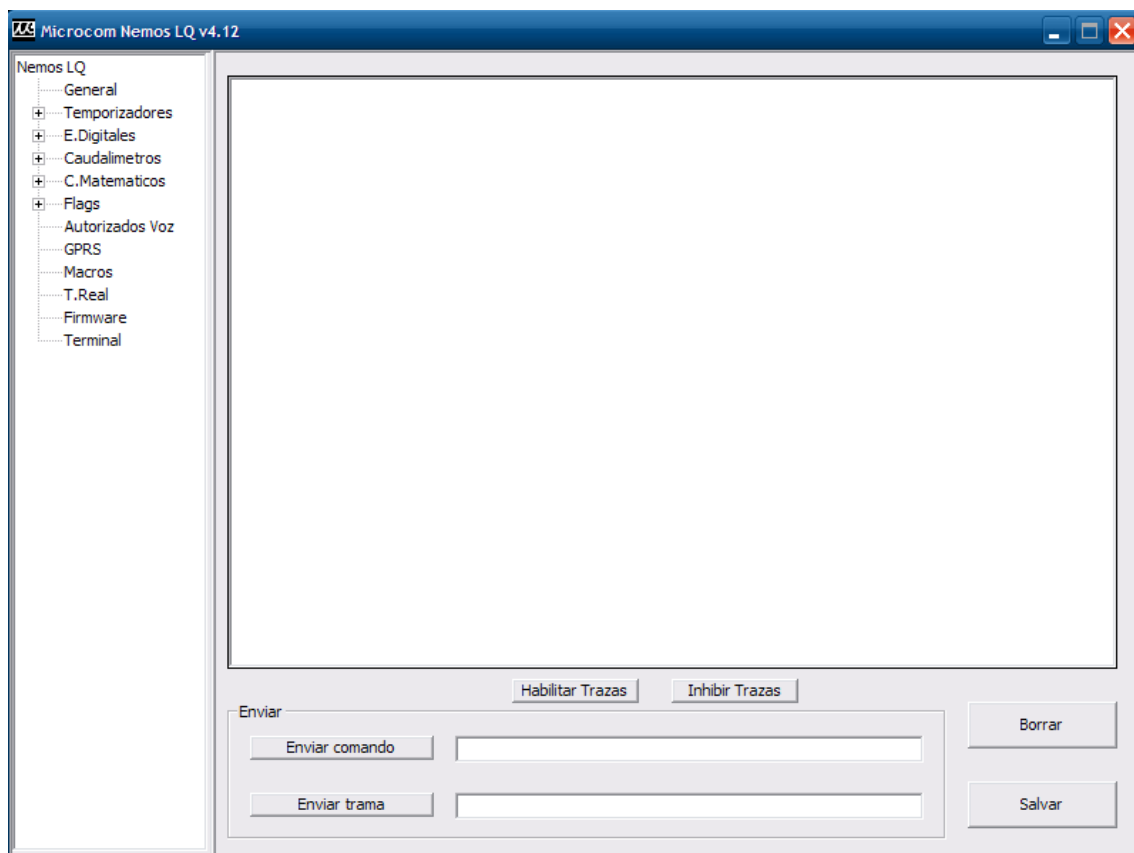 Microcom Nemos LQ v4.12
Nemos LQ
General
Temporizadores
E.Digitales
Caudalimetros
C.Matematicos
Flags
Autorizados Voz
GPRS
Macros
T.Real
Firmware
Terminal
Habilitar Trazas
Inhibir Trazas
Enviar
Enviar comando
Enviar trama
Borrar
Salvar